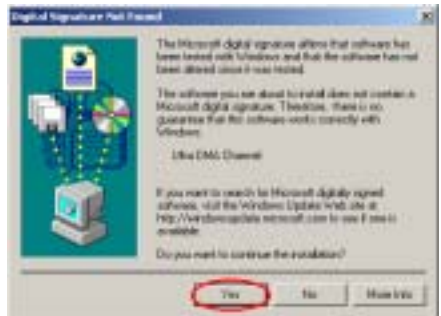 Digital Signature Not Found
The Microsoft digital signature affirms that software has
been tested with Windows and that the software has not
been altered since it was tested.
The software you are about to install does not contain a
Microsoft digital signature. Therefore, there is no
guarantee that this software works correctly with
Windows.
Ultra DMA Channel
If you want to search for Microsoft digitally signed
software, visit the Windows Update Web site at
http://windowsupdate.microsoft.com to see if one is
available.
Do you want to continue the installation?
Yes
No
More Info